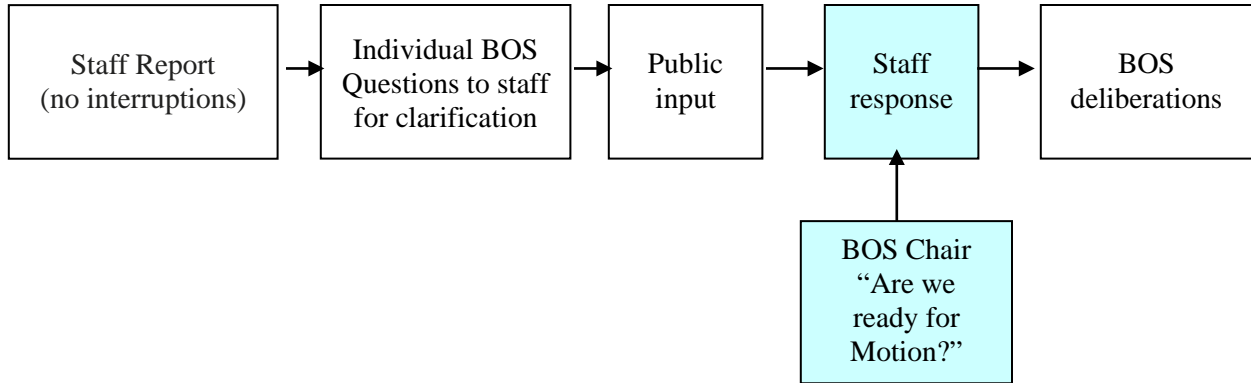 Staff Report
(no interruptions)
Individual BOS
Questions to staff
for clarification
Public
input
Staff
response
BOS
deliberations
BOS Chair
“Are we
ready for
Motion?”